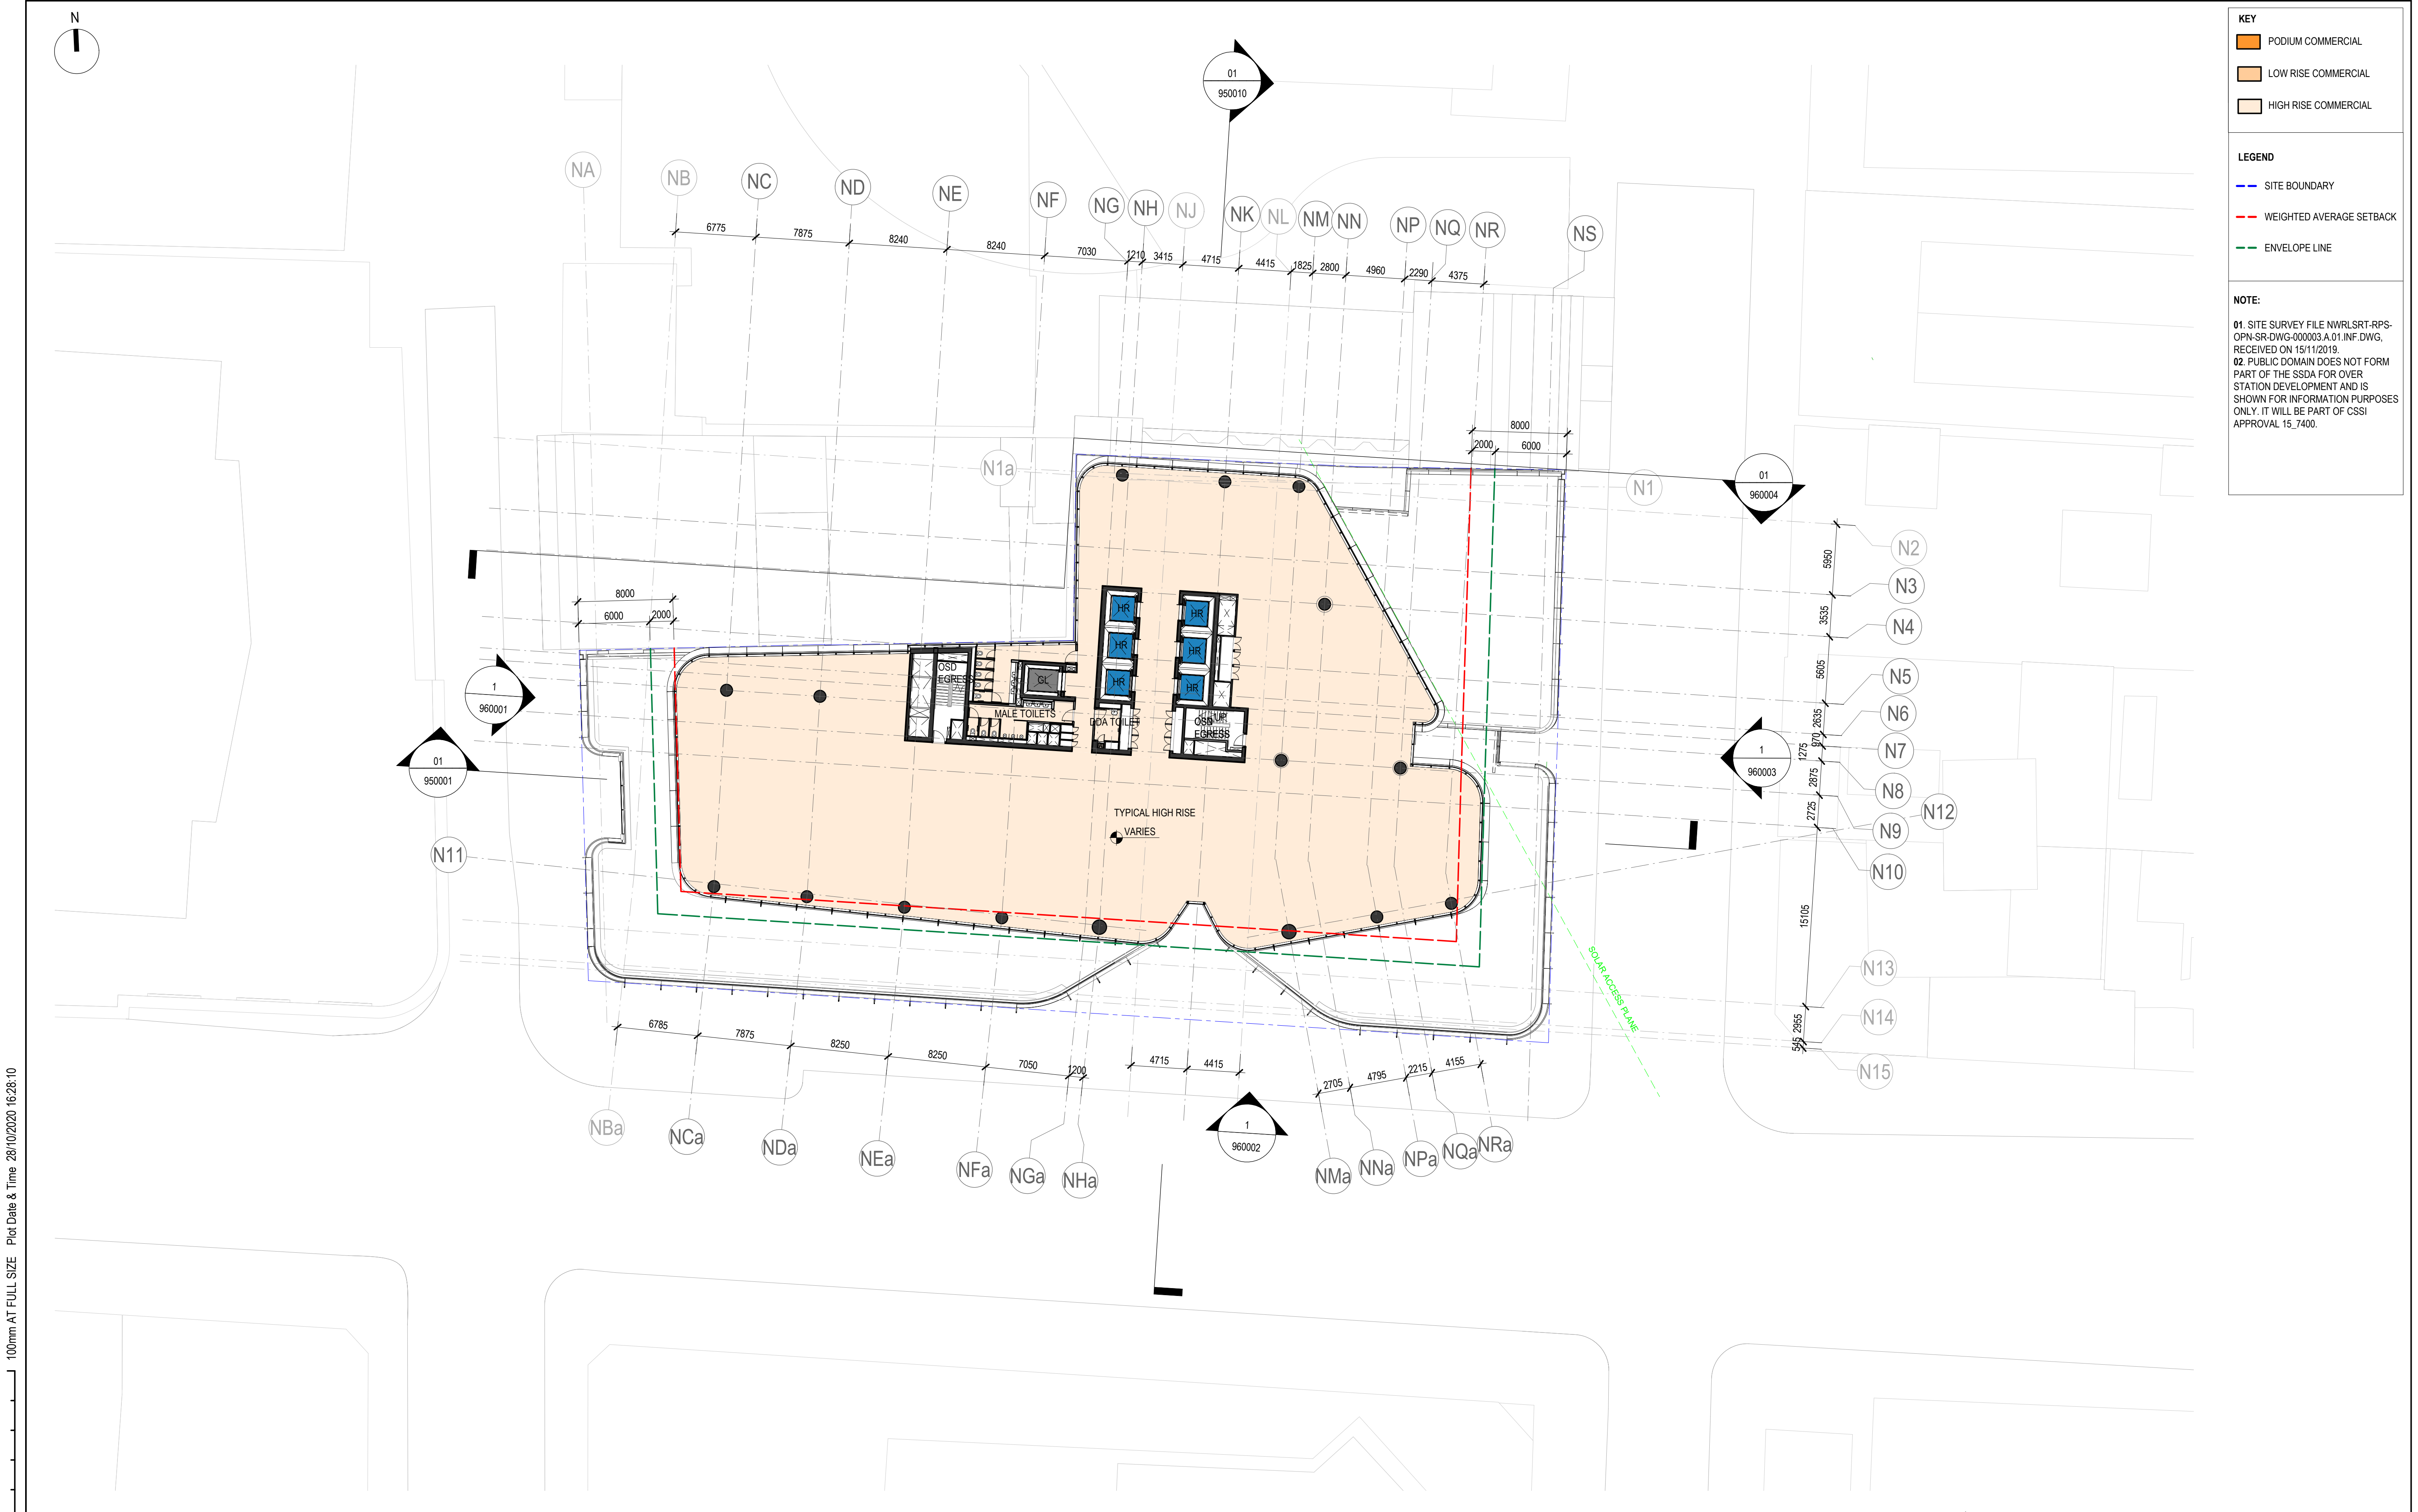 N
KEY
PODIUM COMMERCIAL
LOW RISE COMMERCIAL
HIGH RISE COMMERCIAL
LEGEND
SITE BOUNDARY
WEIGHTED AVERAGE SETBACK
ENVELOPE LINE
NOTE:
01. SITE SURVEY FILE NWRLSRT-RPS-
OPN-SR-DWG-000003.A.01.INF.DWG,
RECEIVED ON 15/11/2019.
02. PUBLIC DOMAIN DOES NOT FORM
PART OF THE SSDA FOR OVER
STATION DEVELOPMENT AND IS
SHOWN FOR INFORMATION PURPOSES
ONLY. IT WILL BE PART OF CSSI
APPROVAL 15_7400.
01
950010
NA
NB
NC
ND
NE
NF
NG
NH
NJ
NK
NL
NM
NN
NP
NQ
NR
NS
6775
7875
8240
8240
7030
1210
3415
4715
4415
1825
2800
4960
2290
4375
8000
2000
6000
N1a
N1
01
960004
N2
5950
N3
3535
N4
5605
N5
2635
N6
970
N7
1275
N8
2875
N12
2725
N9
N10
15105
N13
2955
N14
545
N15
8000
6000
2000
1
960001
01
950001
N11
1
960003
HR
HR
HR
HR
HR
HR
GL
OSD
EGRESS
MALE TOILETS
DDA TOILET
UP
OSD
EGRESS
TYPICAL HIGH RISE
VARIES
SOLAR ACCESS PLANE
6785
7875
8250
8250
7050
1200
4715
4415
2705
4795
2215
4155
NBa
NCa
NDa
NEa
NFa
NGa
NHa
NMa
NNa
NPa
NQa
NRa
1
960002
100mm AT FULL SIZE Plot Date & Time 28/10/2020 16:28:10